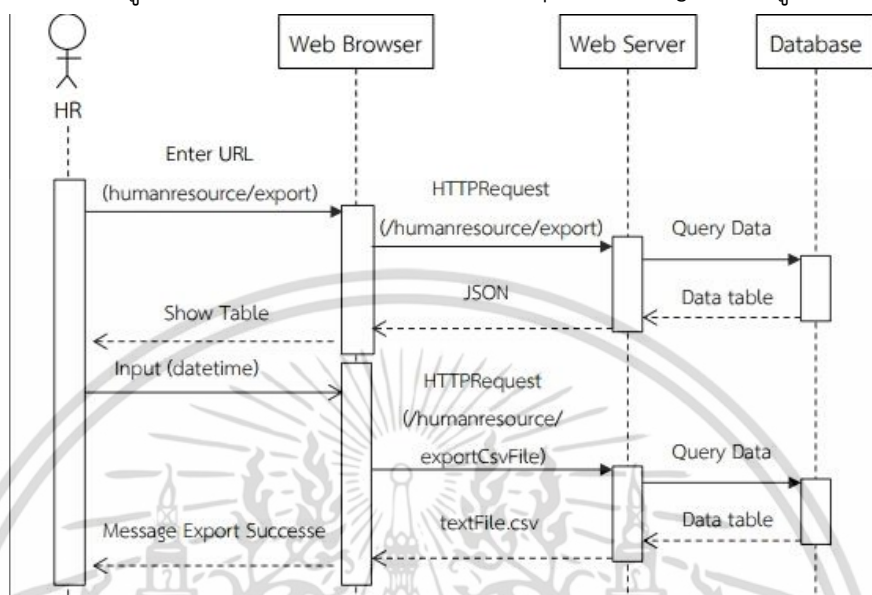 Web Browser
Web Server
Database
HR
Enter URL
(humanresource/export)
HTTPRequest
(/humanresource/export)
Query Data
JSON
Data table
Show Table
Input (datetime)
HTTPRequest
(/humanresource/
exportCsvFile)
Query Data
textFile.csv
Data table
Message Export Successe